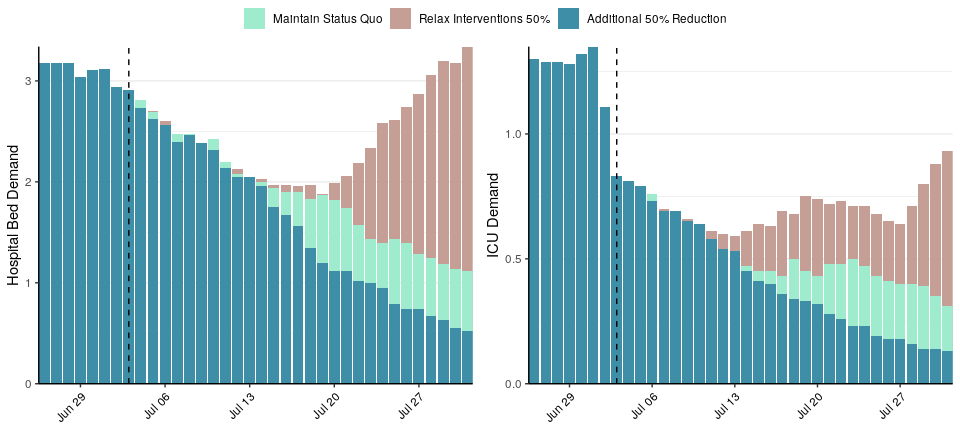 Maintain Status Quo Relax Interventions 50% Additional 50% Reduction
Hospital Bed Demand
3
2
1
0
Jun 29 Jul 06 Jul 13 Jul 20 Jul 27
ICU Demand
1.0
0.5
0.0
Jun 29 Jul 06 Jul 13 Jul 20 Jul 27